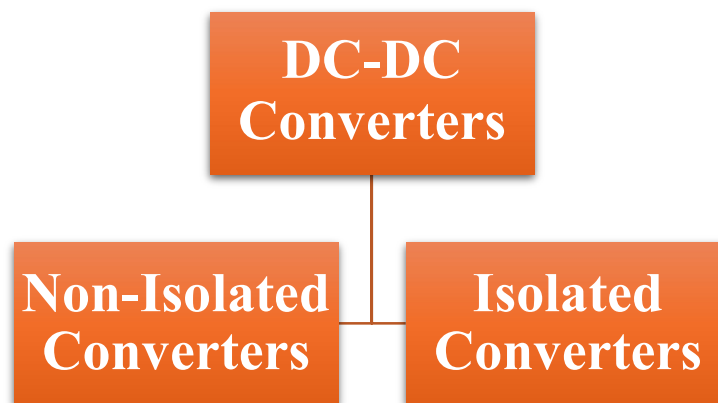 DC-DC
Converters
Non-Isolated
Converters
Isolated
Converters